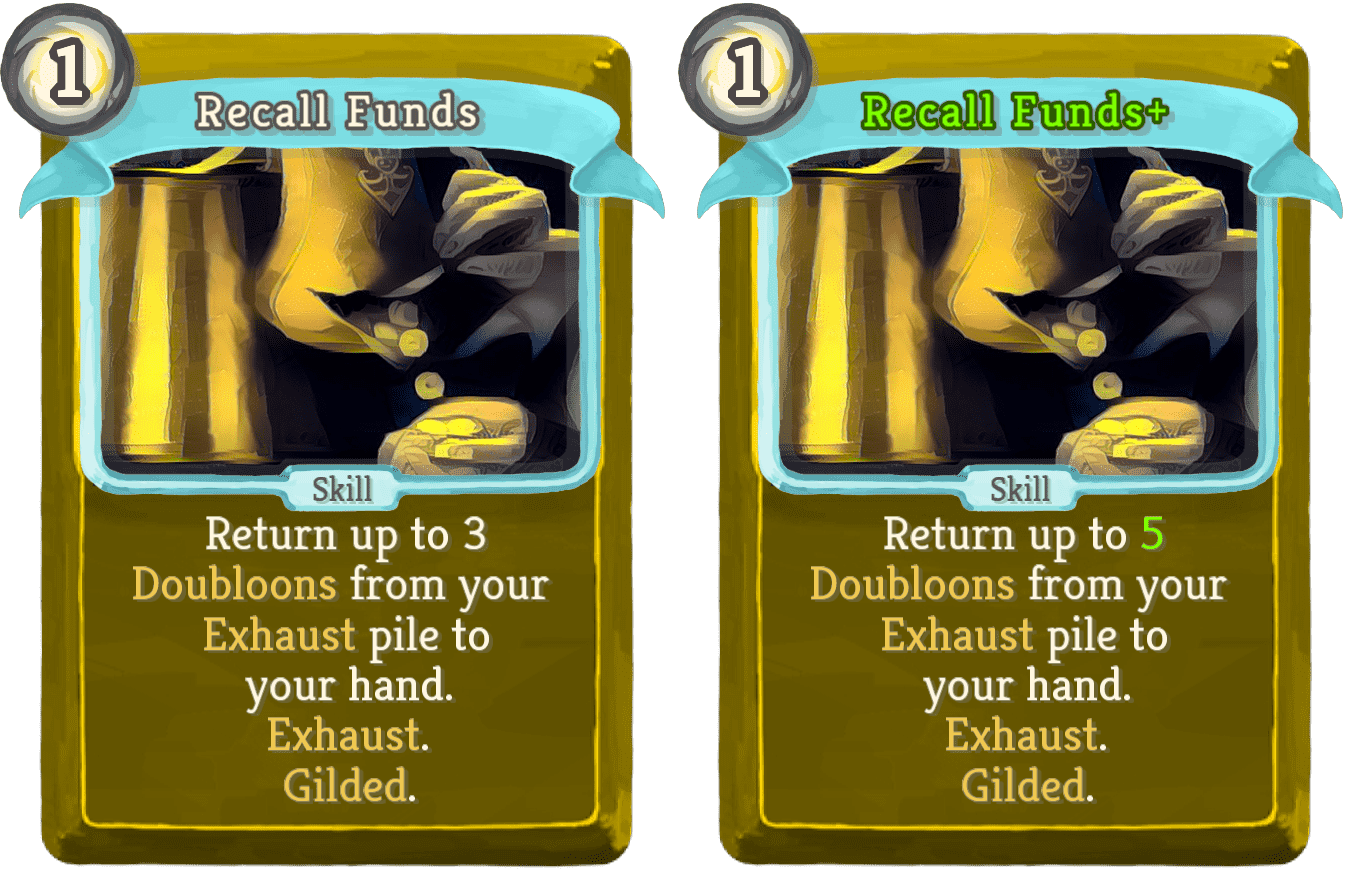 1
Recall Funds
Skill
Return up to 3
Doubloons from your
Exhaust pile to
your hand.
Exhaust.
Gilded.
1
Recall Funds+
Skill
Return up to 5
Doubloons from your
Exhaust pile to
your hand.
Exhaust.
Gilded.